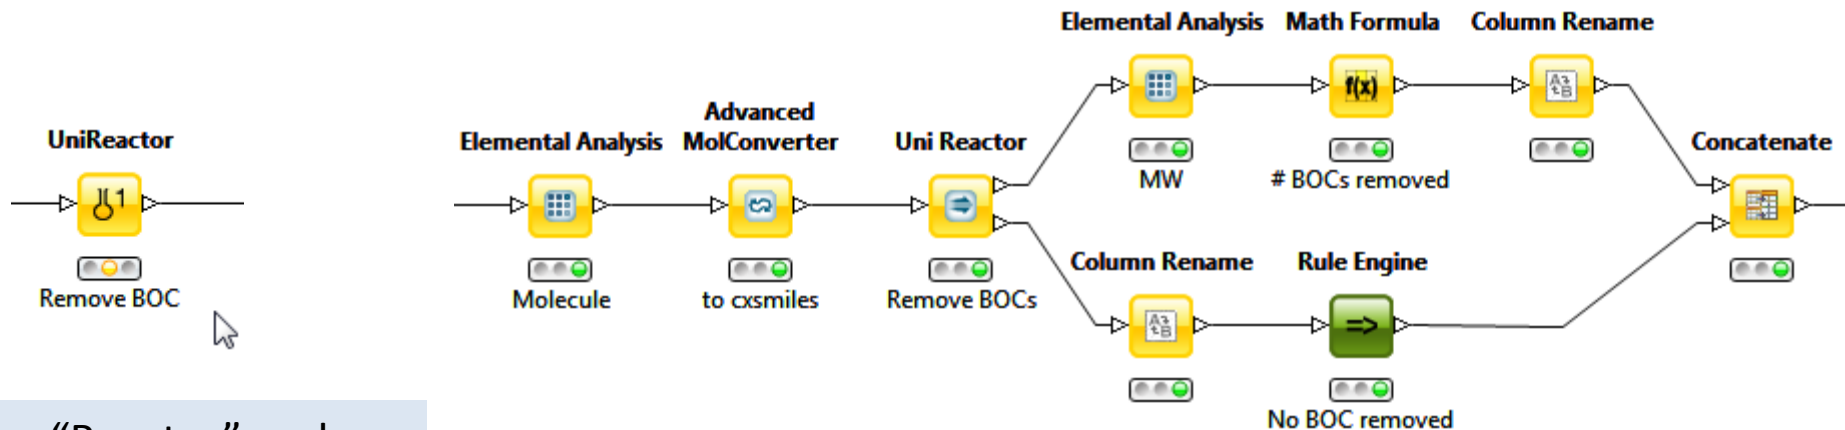 UniReactor
Remove BOC
Elemental Analysis
Molecule
Advanced
MolConverter
to cxsmiles
Uni Reactor
Remove BOCs
Elemental Analysis
MW
Math Formula
f(x)
# BOCs removed
Column Rename
Column Rename
Rule Engine
=>
No BOC removed
Concatenate